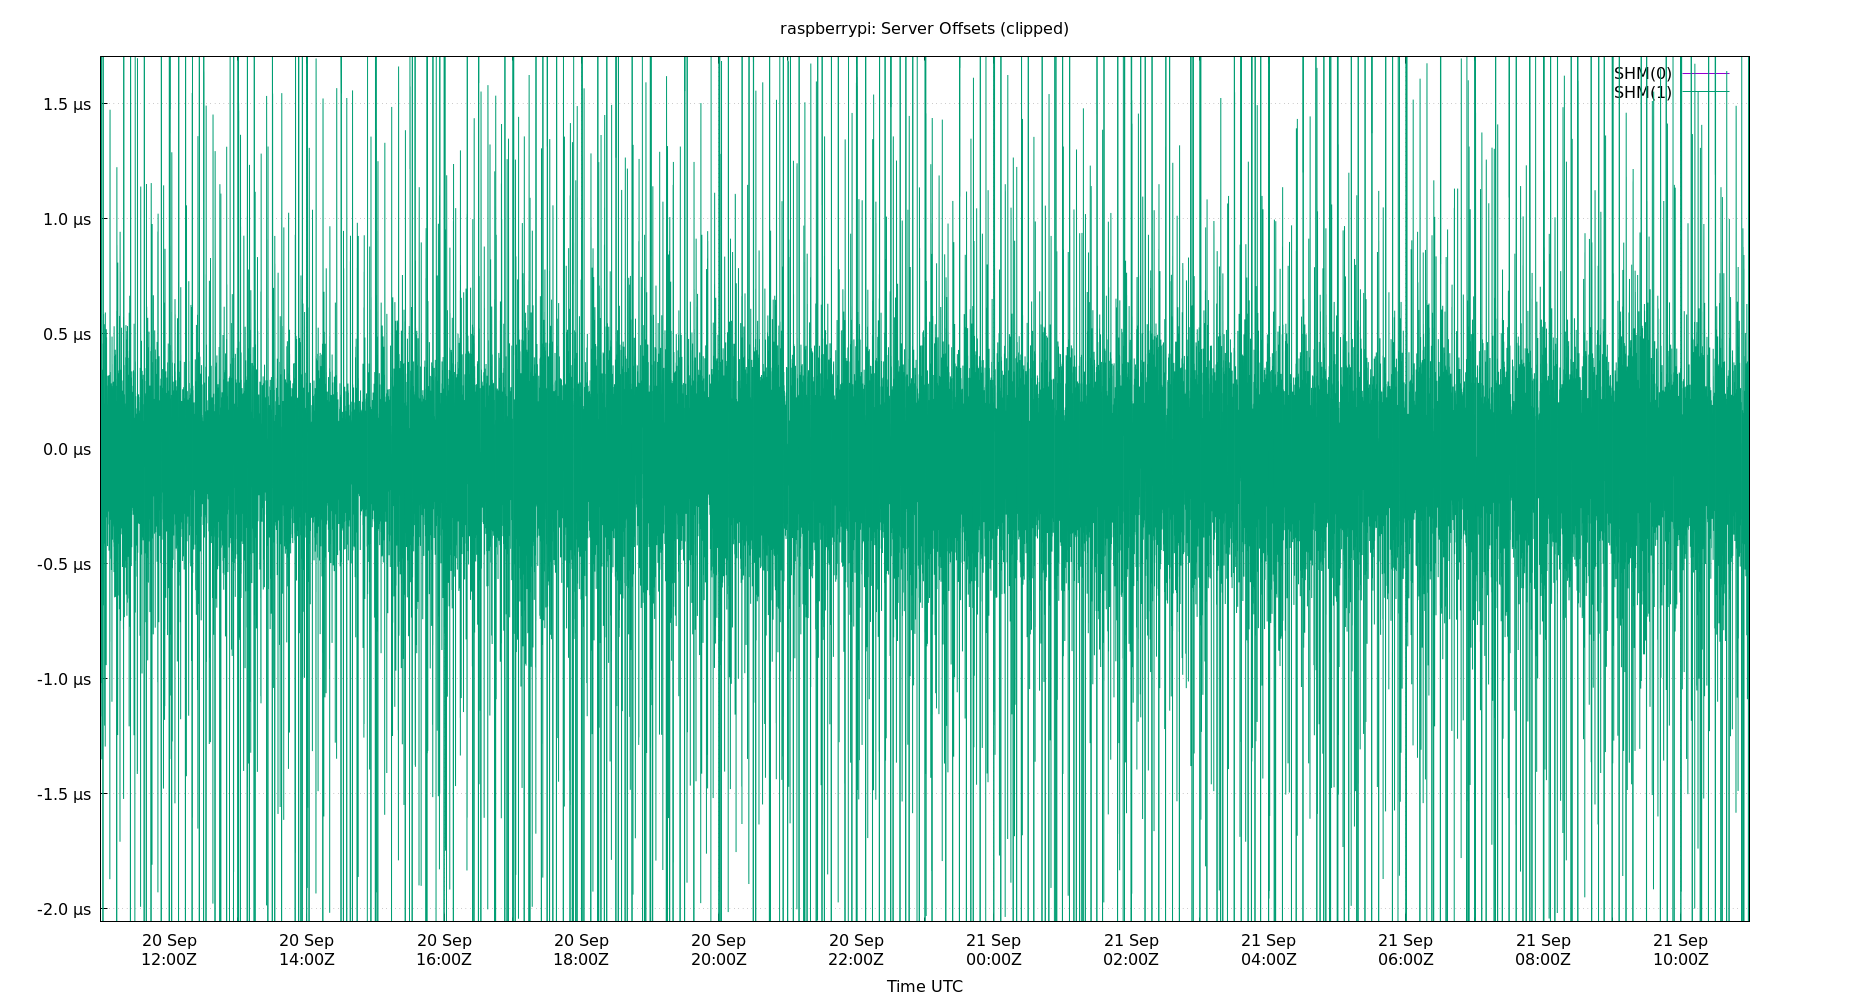 raspberrypi: Server Offsets (clipped)
SHM(0)
SHM(1)
1.5 µs
1.0 µs
0.5 µs
0.0 µs
-0.5 µs
-1.0 µs
-1.5 µs
-2.0 µs
20 Sep 20 Sep 20 Sep 20 Sep 20 Sep 20 Sep 21 Sep 21 Sep 21 Sep 21 Sep 21 Sep 21 Sep
12:00Z 14:00Z 16:00Z 18:00Z 20:00Z 22:00Z 00:00Z 02:00Z 04:00Z 06:00Z 08:00Z 10:00Z
Time UTC